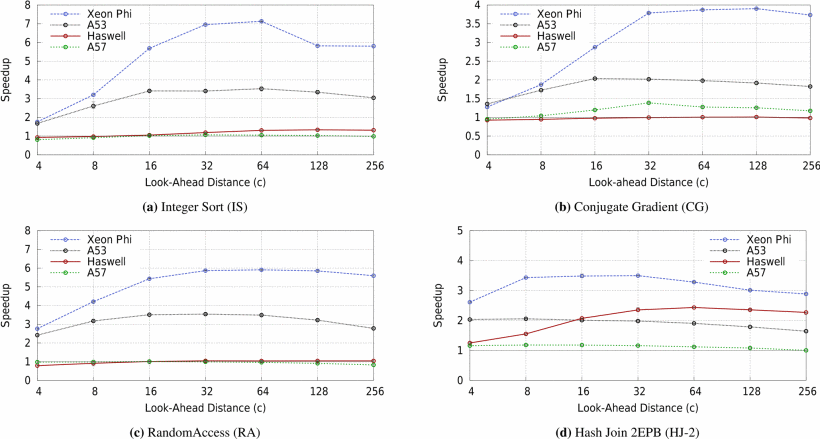 8
7
6
5
4
3
2
1
0
Speedup
Xeon Phi
A53
Haswell
A57
4 8 16 32 64 128 256
Look-Ahead Distance (c)
(a) Integer Sort (IS)
4
3.5
3
2.5
2
1.5
1
0.5
0
Speedup
Xeon Phi
A53
Haswell
A57
4 8 16 32 64 128 256
Look-ahead Distance (c)
(b) Conjugate Gradient (CG)
8
7
6
5
4
3
2
1
0
Speedup
Xeon Phi
A53
Haswell
A57
4 8 16 32 64 128 256
Look-Ahead Distance (c)
(c) RandomAccess (RA)
5
4
3
2
1
0
Speedup
Xeon Phi
A53
Haswell
A57
4 8 16 32 64 128 256
Look-Ahead Distance (c)
(d) Hash Join 2EPB (HJ-2)